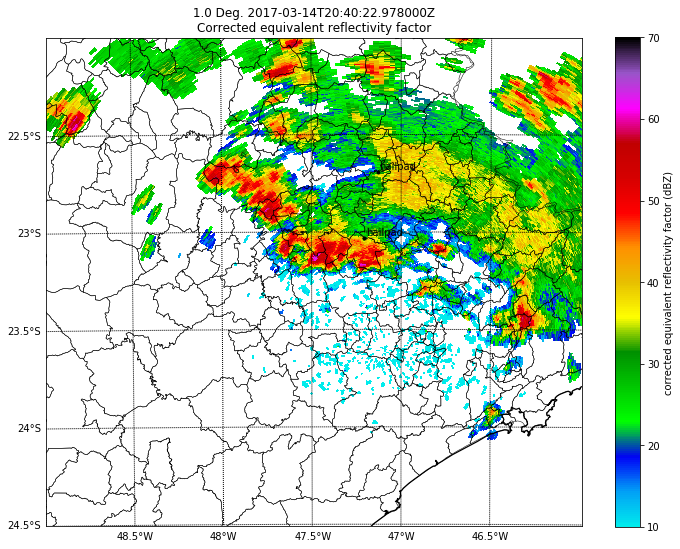 1.0 Deg. 2017-03-14T20:40:22.978000Z
Corrected equivalent reflectivity factor
22.5°S
23°S
23.5°S
24°S
24.5°S
48.5°W
48°W
47.5°W
47°W
46.5°W
hailpad
hailpad
70
60
50
40
30
20
10
corrected equivalent reflectivity factor (dBZ)